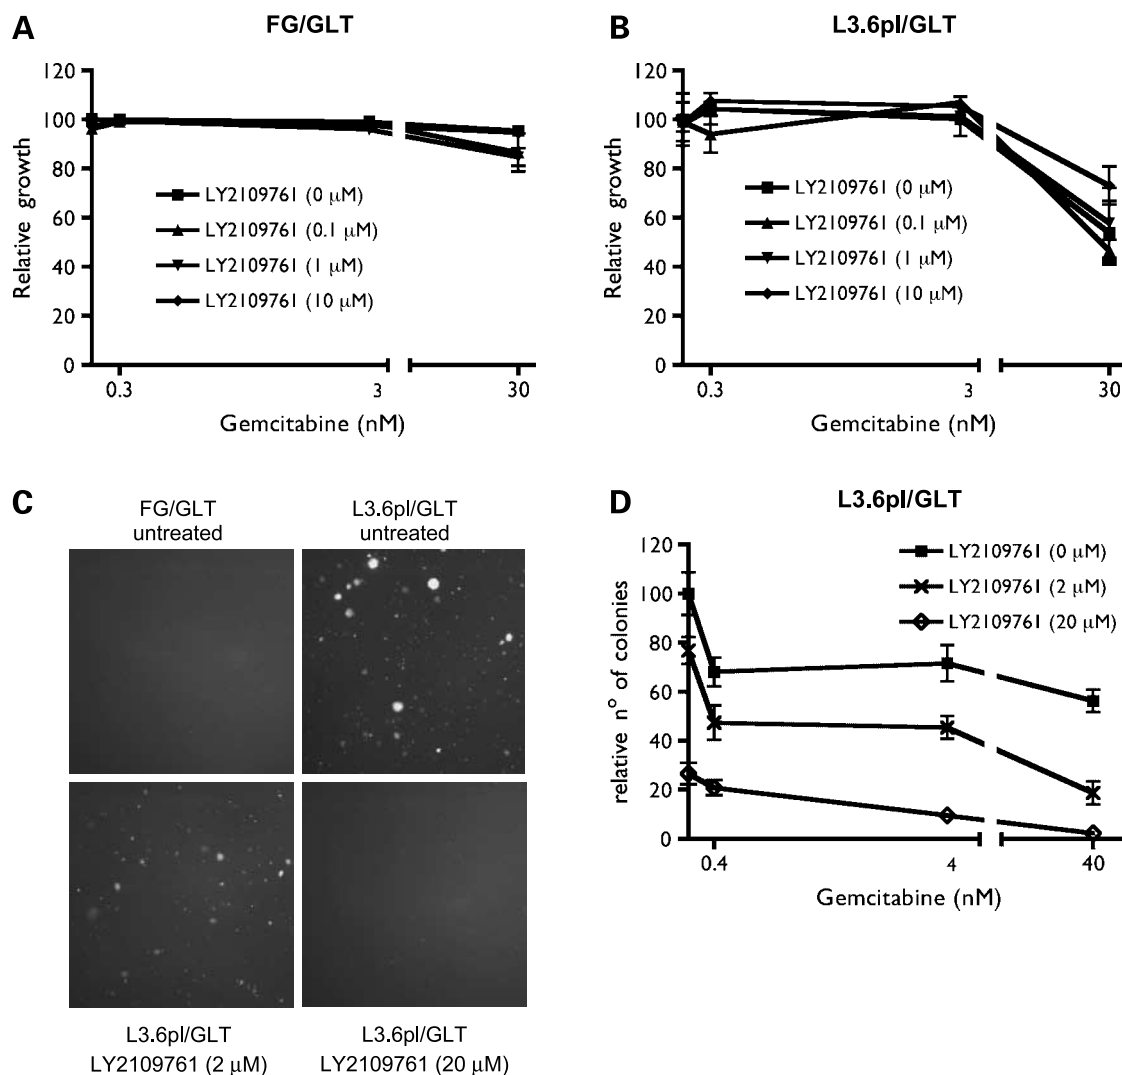 A
FG/GLT
120
100
80
60
40
20
0
Relative growth
LY2109761 (0 μM)
LY2109761 (0.1 μM)
LY2109761 (1 μM)
LY2109761 (10 μM)
0.3
3
30
Gemcitabine (nM)
B
L3.6pl/GLT
120
100
80
60
40
20
0
Relative growth
LY2109761 (0 μM)
LY2109761 (0.1 μM)
LY2109761 (1 μM)
LY2109761 (10 μM)
0.3
3
30
Gemcitabine (nM)
C
FG/GLT
untreated
L3.6pl/GLT
untreated
L3.6pl/GLT
LY2109761 (2 μM)
L3.6pl/GLT
LY2109761 (20 μM)
D
L3.6pl/GLT
120
100
80
60
40
20
0
relative n° of colonies
LY2109761 (0 μM)
LY2109761 (2 μM)
LY2109761 (20 μM)
0.4
4
40
Gemcitabine (nM)